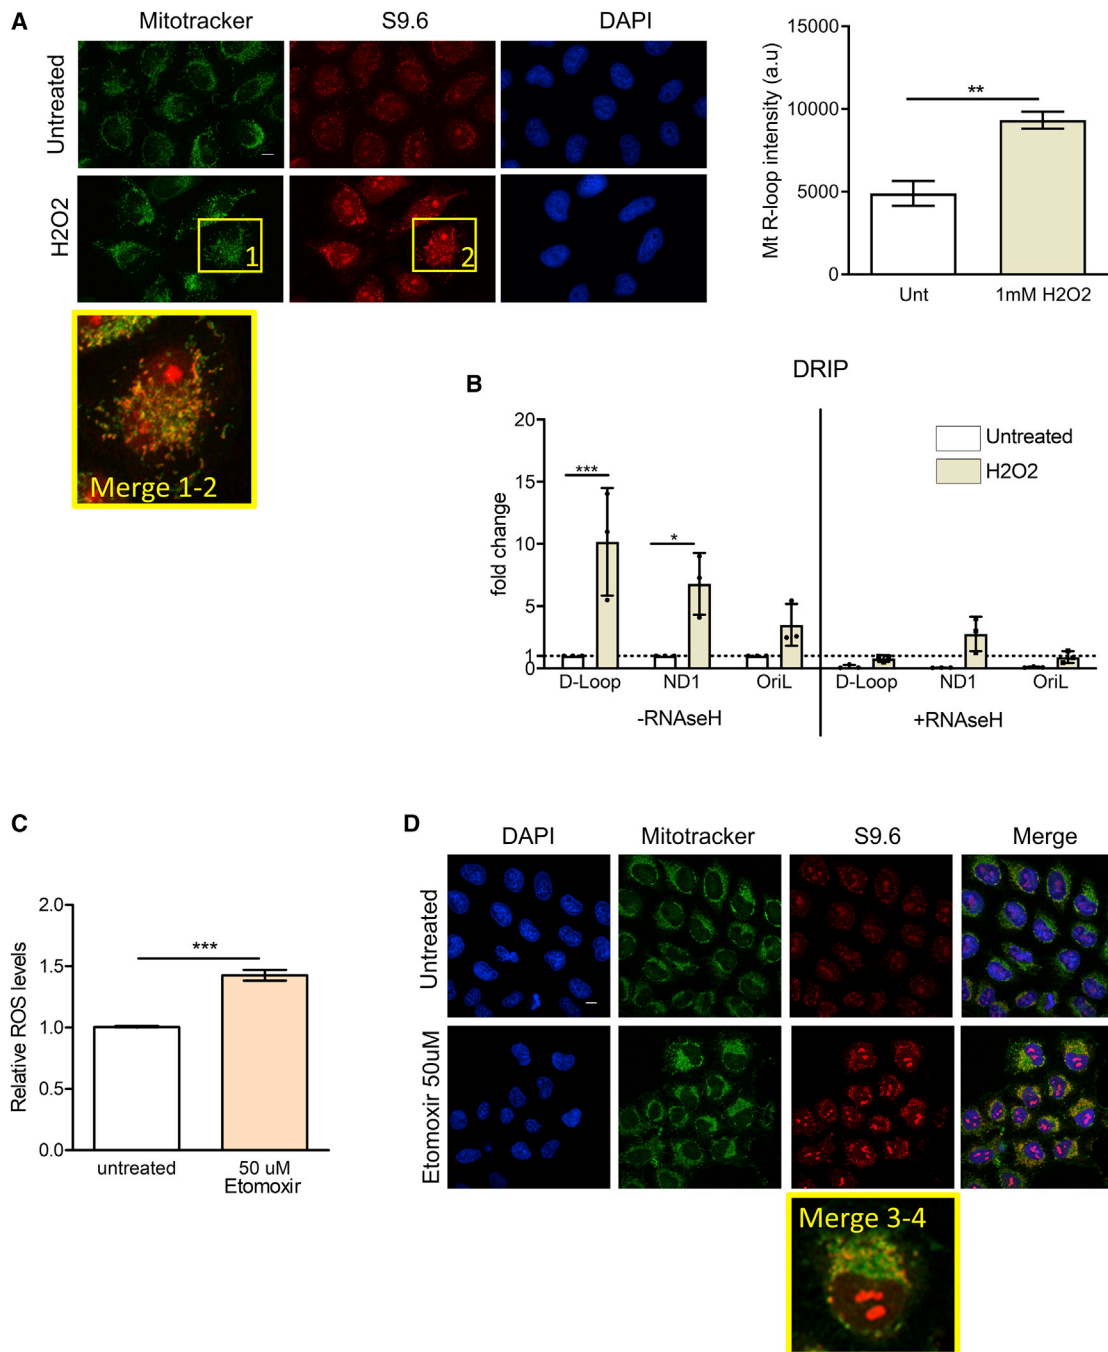 A
Mitotracker
S9.6
DAPI
Untreated
H2O2
1
2
Merge 1-2
15000
10000
5000
0
Mt R-loop intensity (a.u)
**
Unt
1mM H2O2
B
DRIP
20
15
10
5
1
0
fold change
***
*
Untreated
H2O2
D-Loop
ND1
OriL
D-Loop
ND1
OriL
-RNAseH
+RNAseH
C
2.0
1.5
1.0
0.5
0.0
Relative ROS levels
***
untreated
50 uM
Etomoxir
D
DAPI
Mitotracker
S9.6
Merge
Untreated
Etomoxir 50uM
Merge 3-4